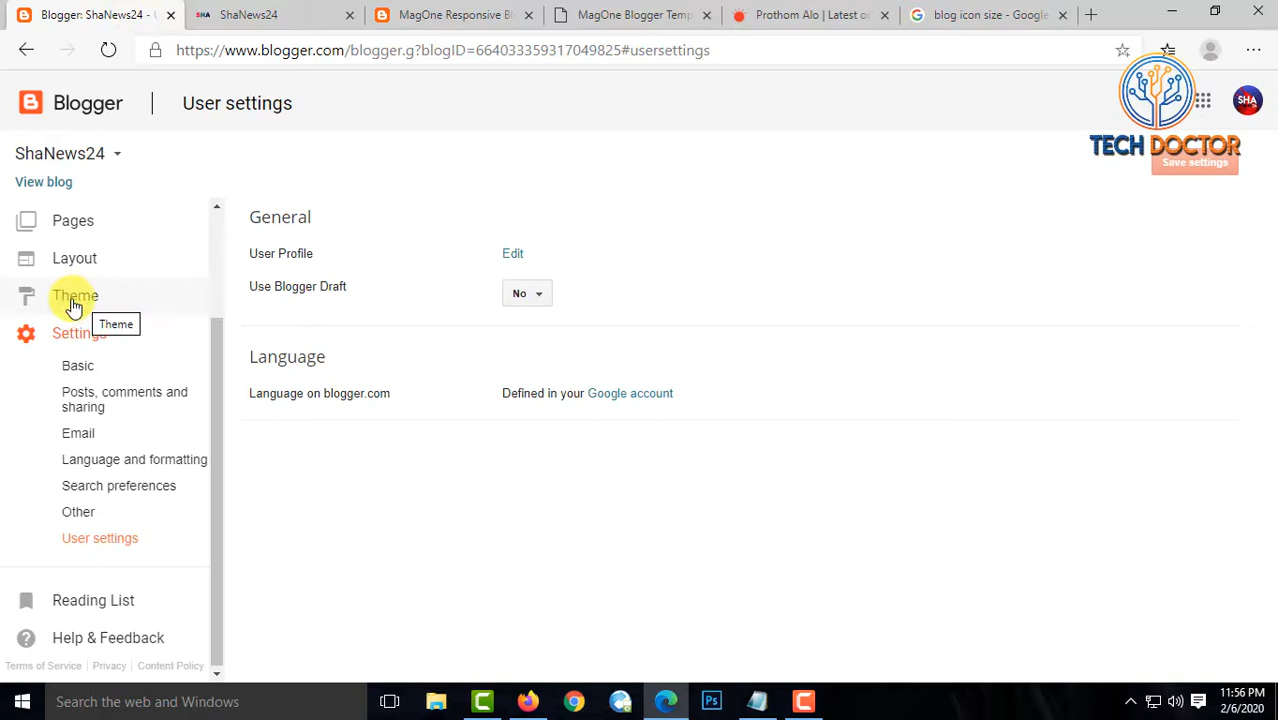 Blogger: ShaNews24 - U
ShaNews24
MagOne Responsive Bl
MagOne Blogger Temp
Prothom Alo | Latest on
blog icon size - Google
https://www.blogger.com/blogger.g?blogID=664033359317049825#usersettings
Blogger
User settings
SHA
TECH DOCTOR
ShaNews24
Save settings
View blog
Pages
Layout
Theme
Theme
Settings
Basic
Posts, comments and
sharing
Email
Language and formatting
Search preferences
Other
User settings
Reading List
Help & Feedback
Terms of Service | Privacy | Content Policy
General
User Profile
Edit
Use Blogger Draft
No
Language
Language on blogger.com
Defined in your Google account
Search the web and Windows
Ps
11:56 PM
2/6/2020